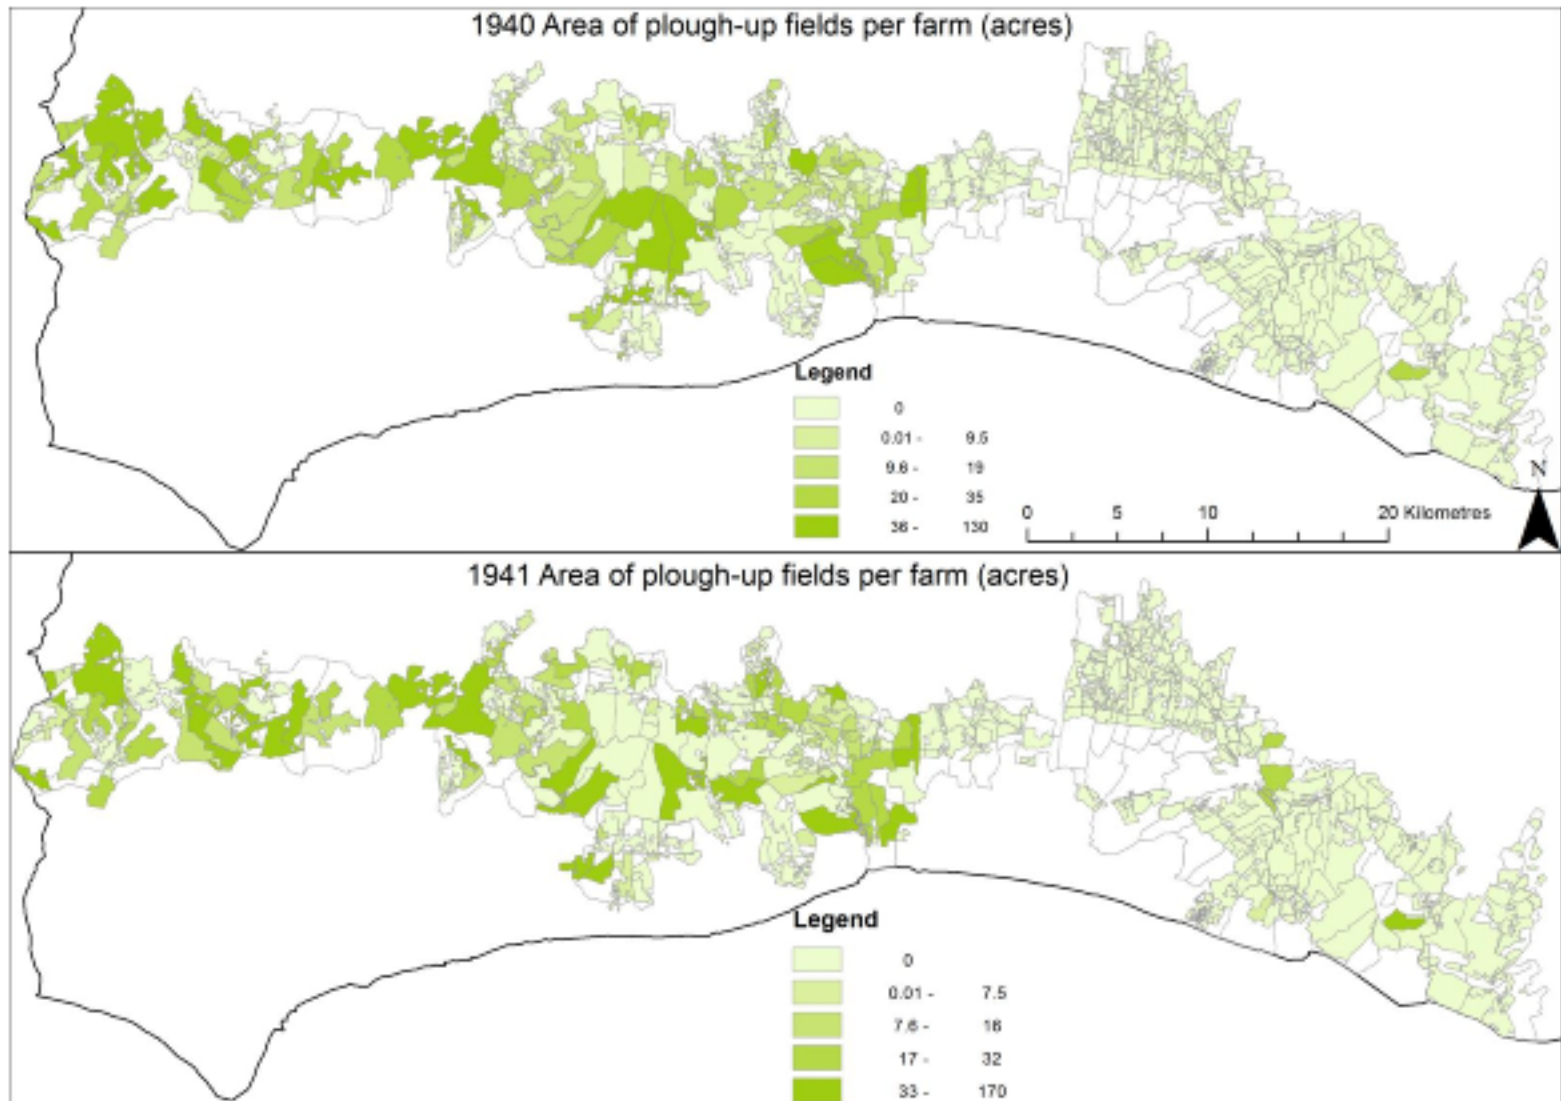 1940 Area of plough-up fields per farm (acres)
Legend
0
0.01 - 9.5
9.6 - 19
20 - 35
36 - 130
0 5 10 20 Kilometres
N
1941 Area of plough-up fields per farm (acres)
Legend
0
0.01 - 7.5
7.6 - 16
17 - 32
33 - 170